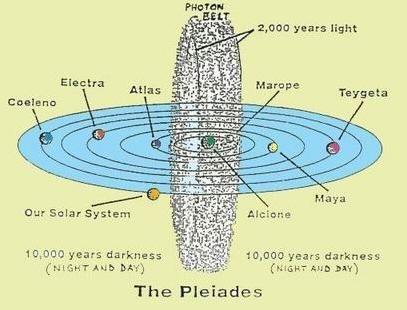 PHOTON
BELT
2,000 years light
Electra
Atlas
Marope
Teygeta
Coeleno
Maya
Our Solar System
Alcione
10,000 years darkness
(NIGHT AND DAY)
10,000 years darkness
(NIGHT AND DAY)
The Pleiades